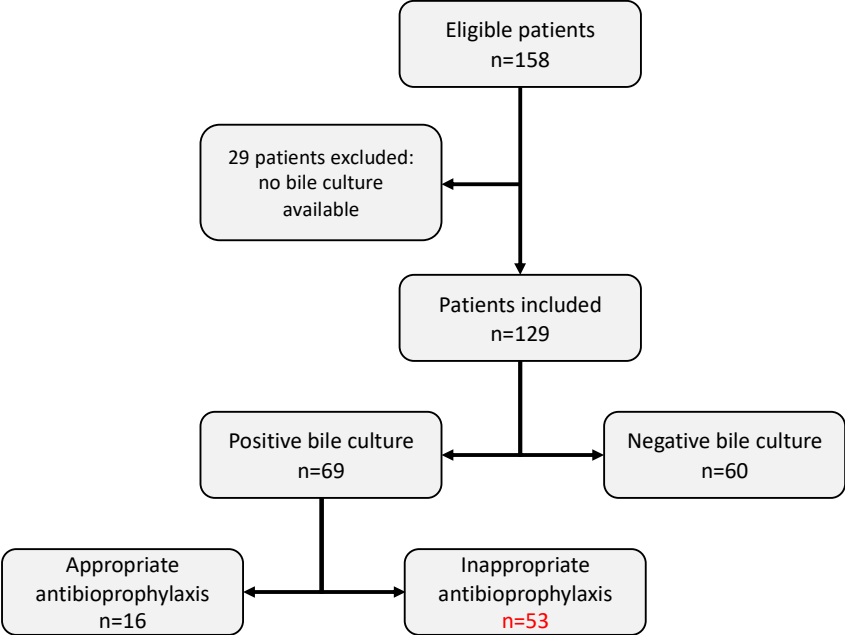 Eligible patients
n=158
29 patients excluded:
no bile culture
available
Patients included
n=129
Positive bile culture
n=69
Negative bile culture
n=60
Appropriate
antibioprophylaxis
n=16
Inappropriate
antibioprophylaxis
n=53